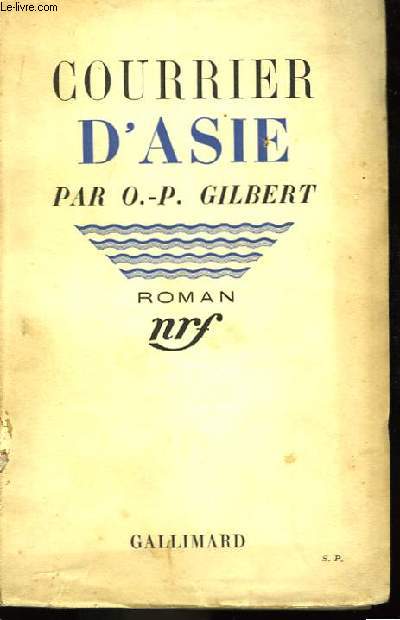 Le-livre.com
COURRIER
D'ASIE
PAR O.-P. GILBERT
ROMAN
nrf
GALLIMARD
S. P.